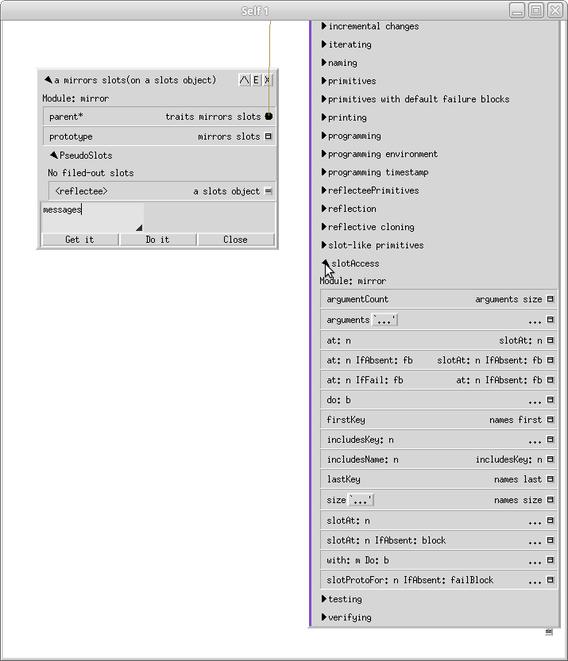 Self 1
a mirrors slots(on a slots object) E X
Module: mirror
parent* traits mirrors slots
prototype mirrors slots
PseudoSlots
No filed-out slots
<reflectee> a slots object =
messages
Get it Do it Close
incremental changes
iterating
naming
primitives
primitives with default failure blocks
printing
programming
programming environment
programming timestamp
reflecteePrimitives
reflection
reflective cloning
slot-like primitives
slotAccess
Module: mirror
argumentCount arguments size
arguments `...' ...
at: n slotAt: n
at: n IfAbsent: fb slotAt: n IfAbsent: fb
at: n IfFail: fb at: n IfAbsent: fb
do: b ...
firstKey names first
includesKey: n ...
includesName: n includesKey: n
lastKey names last
size `...' names size
slotAt: n ...
slotAt: n IfAbsent: block ...
with: m Do: b ...
slotProtoFor: n IfAbsent: failBlock ...
testing
verifying